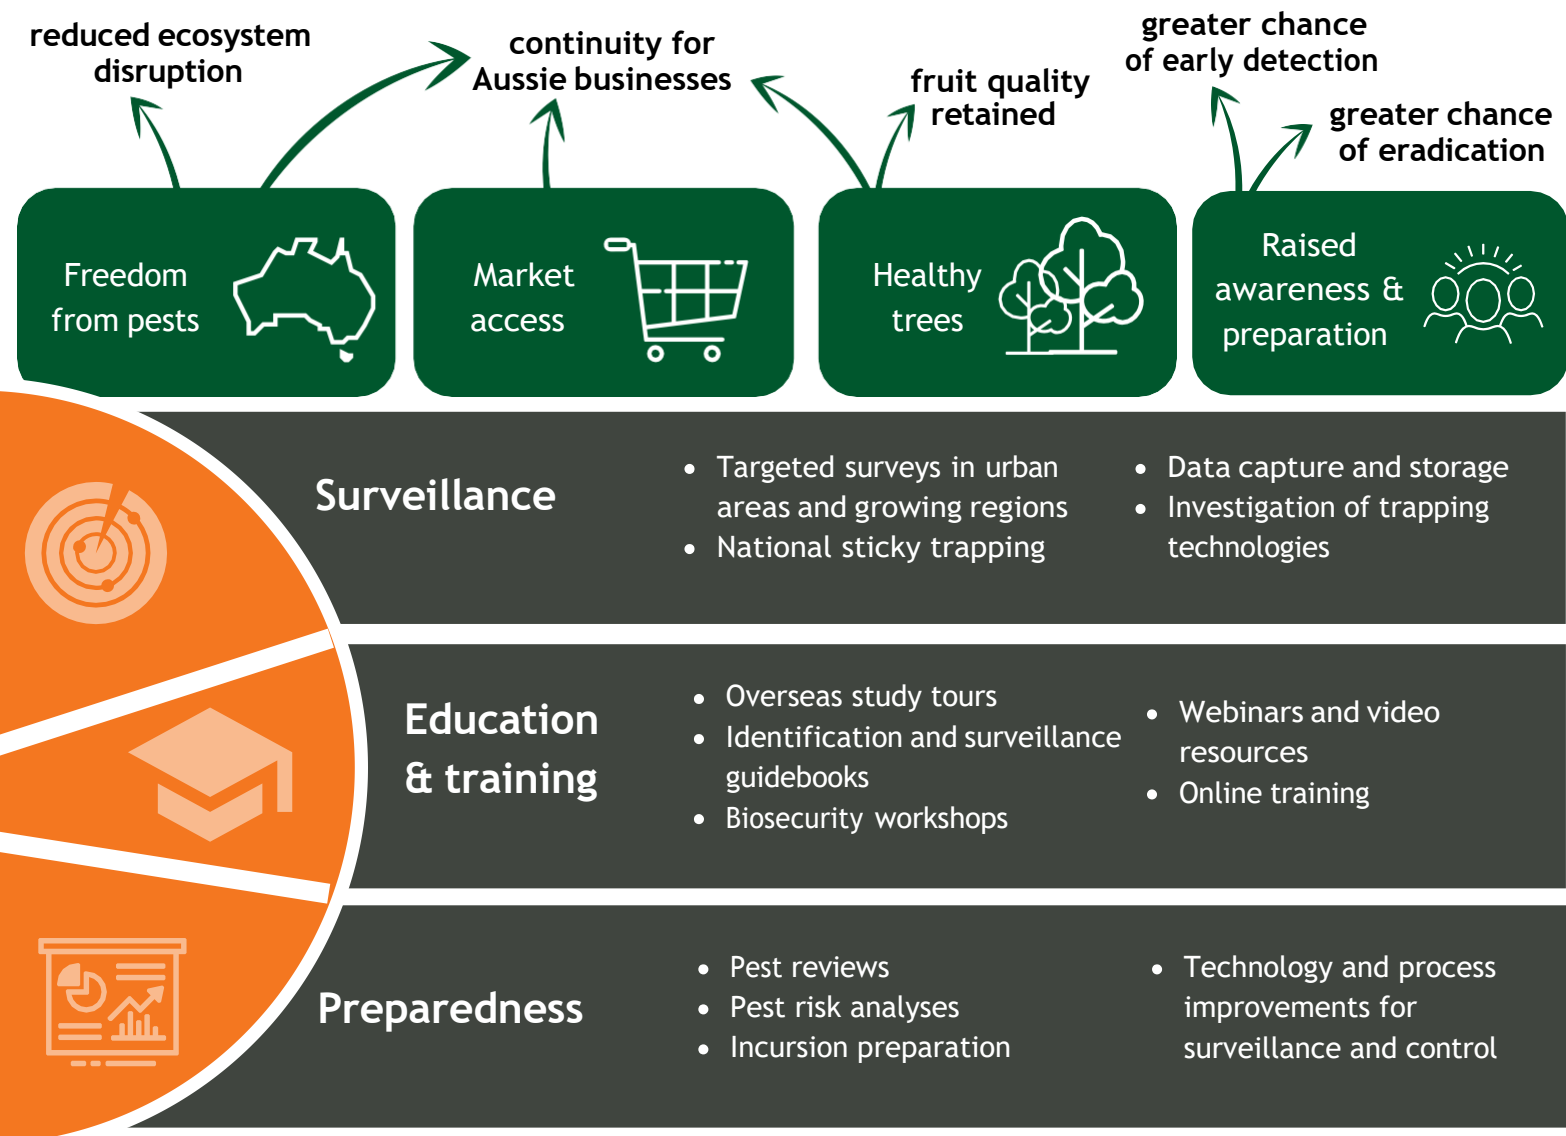 reduced ecosystem
disruption
continuity for
Aussie businesses
fruit quality
retained
greater chance
of early detection
greater chance
of eradication
Freedom
from pests
Market
access
Healthy
trees
Raised
awareness &
preparation
Surveillance
• Targeted surveys in urban
areas and growing regions
• National sticky trapping
• Data capture and storage
• Investigation of trapping
technologies
Education
& training
• Overseas study tours
• Identification and surveillance
guidebooks
• Biosecurity workshops
• Webinars and video
resources
• Online training
Preparedness
• Pest reviews
• Pest risk analyses
• Incursion preparation
• Technology and process
improvements for
surveillance and control